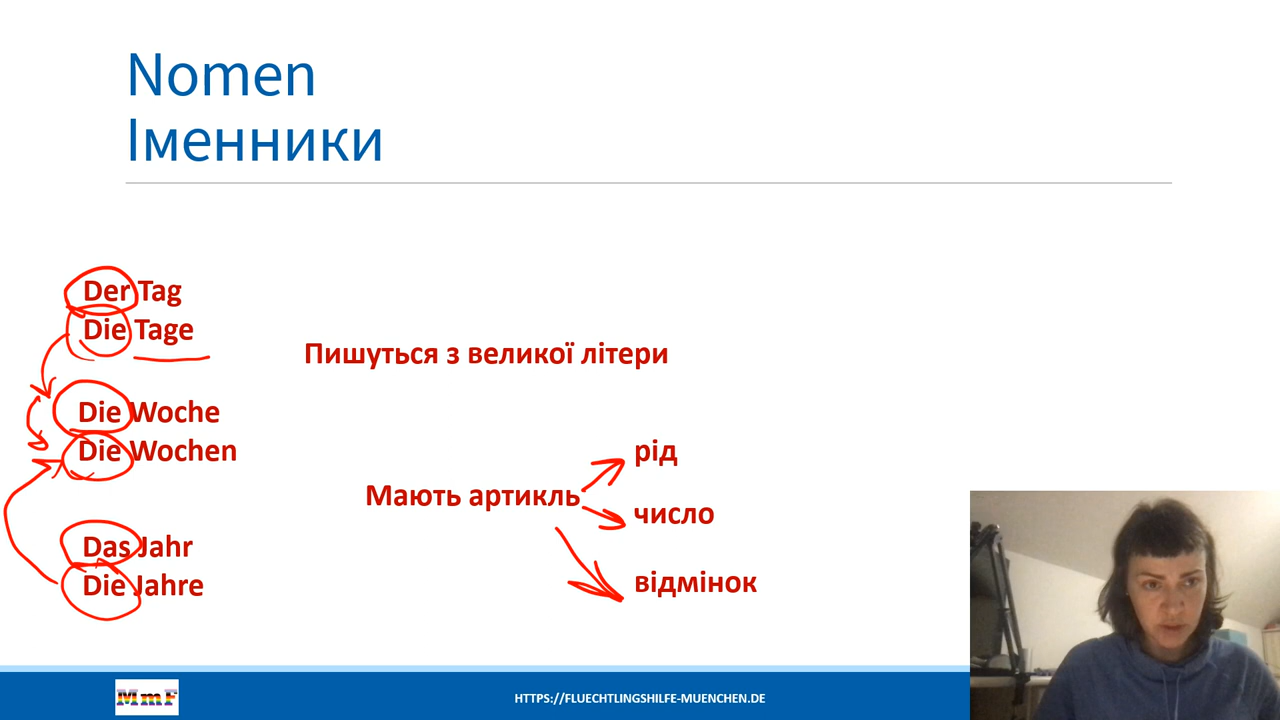 Nomen
Іменники
Der Tag
Die Tage
Пишуться з великої літери
Die Woche
Die Wochen
рід
Мають артикль
число
Das Jahr
Die Jahre
відмінок
MmF
HTTPS://FLUECHTLINGSHILFE-MUENCHEN.DE